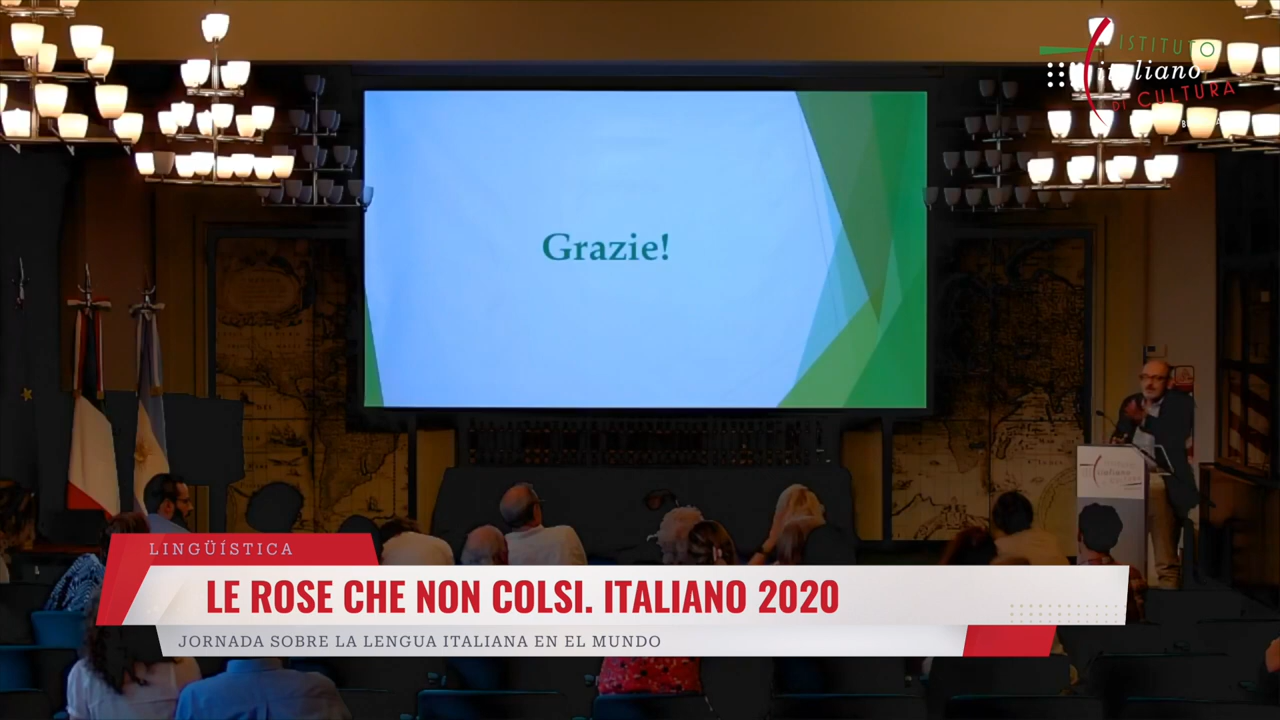 ISTITUTO
italiano
DI CULTURA
Grazie!
italiano
LINGÜÍSTICA
LE ROSE CHE NON COLSI. ITALIANO 2020
JORNADA SOBRE LA LENGUA ITALIANA EN EL MUNDO